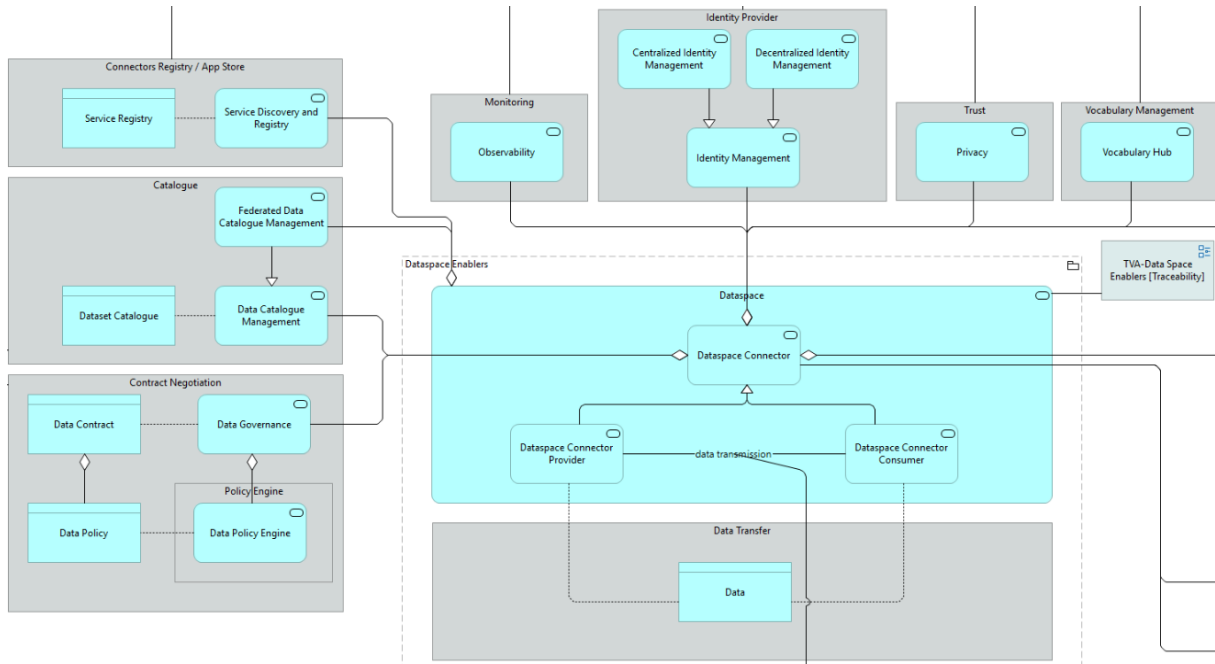 Identity Provider
Centralized Identity
Management
Decentralized Identity
Management
Identity Management
Connectors Registry / App Store
Service Registry
Service Discovery and
Registry
Monitoring
Observability
Trust
Privacy
Vocabulary Management
Vocabulary Hub
Catalogue
Federated Data
Catalogue Management
Dataset Catalogue
Data Catalogue
Management
Dataspace Enablers
TVA-Data Space
Enablers [Traceability]
Dataspace
Dataspace Connector
Contract Negotiation
Data Contract
Data Governance
Dataspace Connector
Provider
data transmission
Dataspace Connector
Consumer
Policy Engine
Data Policy
Data Policy Engine
Data Transfer
Data